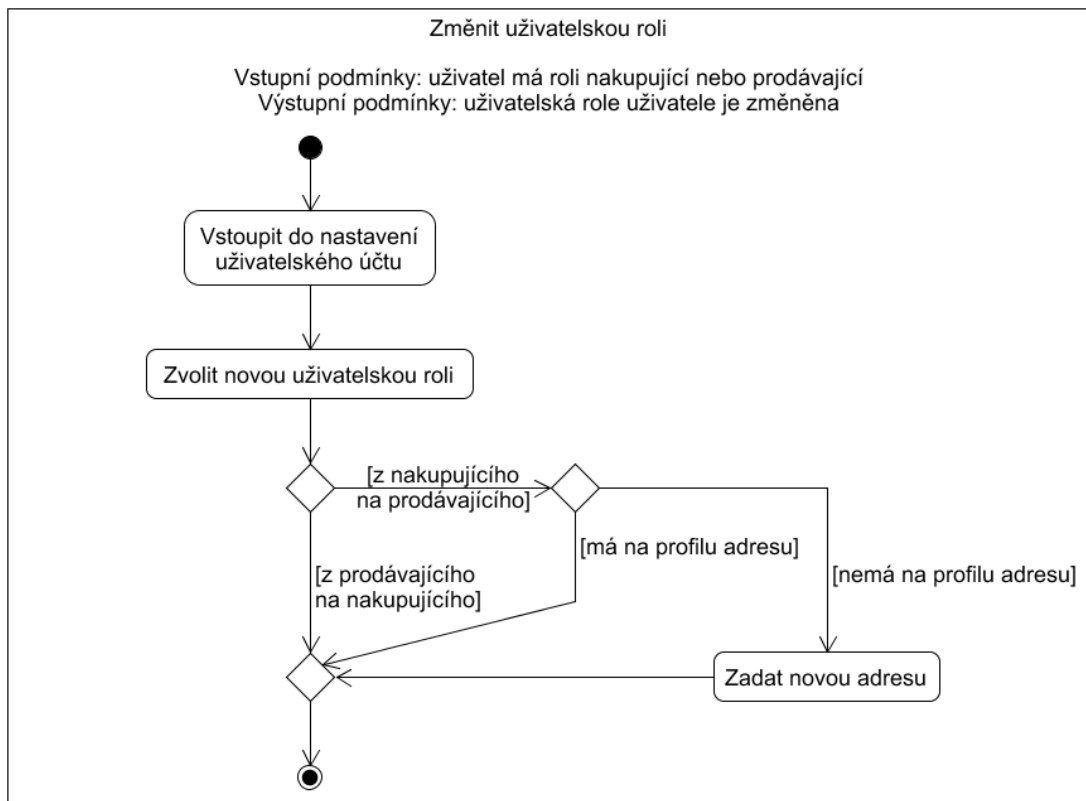 Změnit uživatelskou roli
Vstupní podmínky: uživatel má roli nakupující nebo prodávající
Výstupní podmínky: uživatelská role uživatele je změněna
Vstoupit do nastavení
uživatelského účtu
Zvolit novou uživatelskou roli
[z nakupujícího
na prodávajícího]
[má na profilu adresu]
[z prodávajícího
na nakupujícího]
[nemá na profilu adresu]
Zadat novou adresu